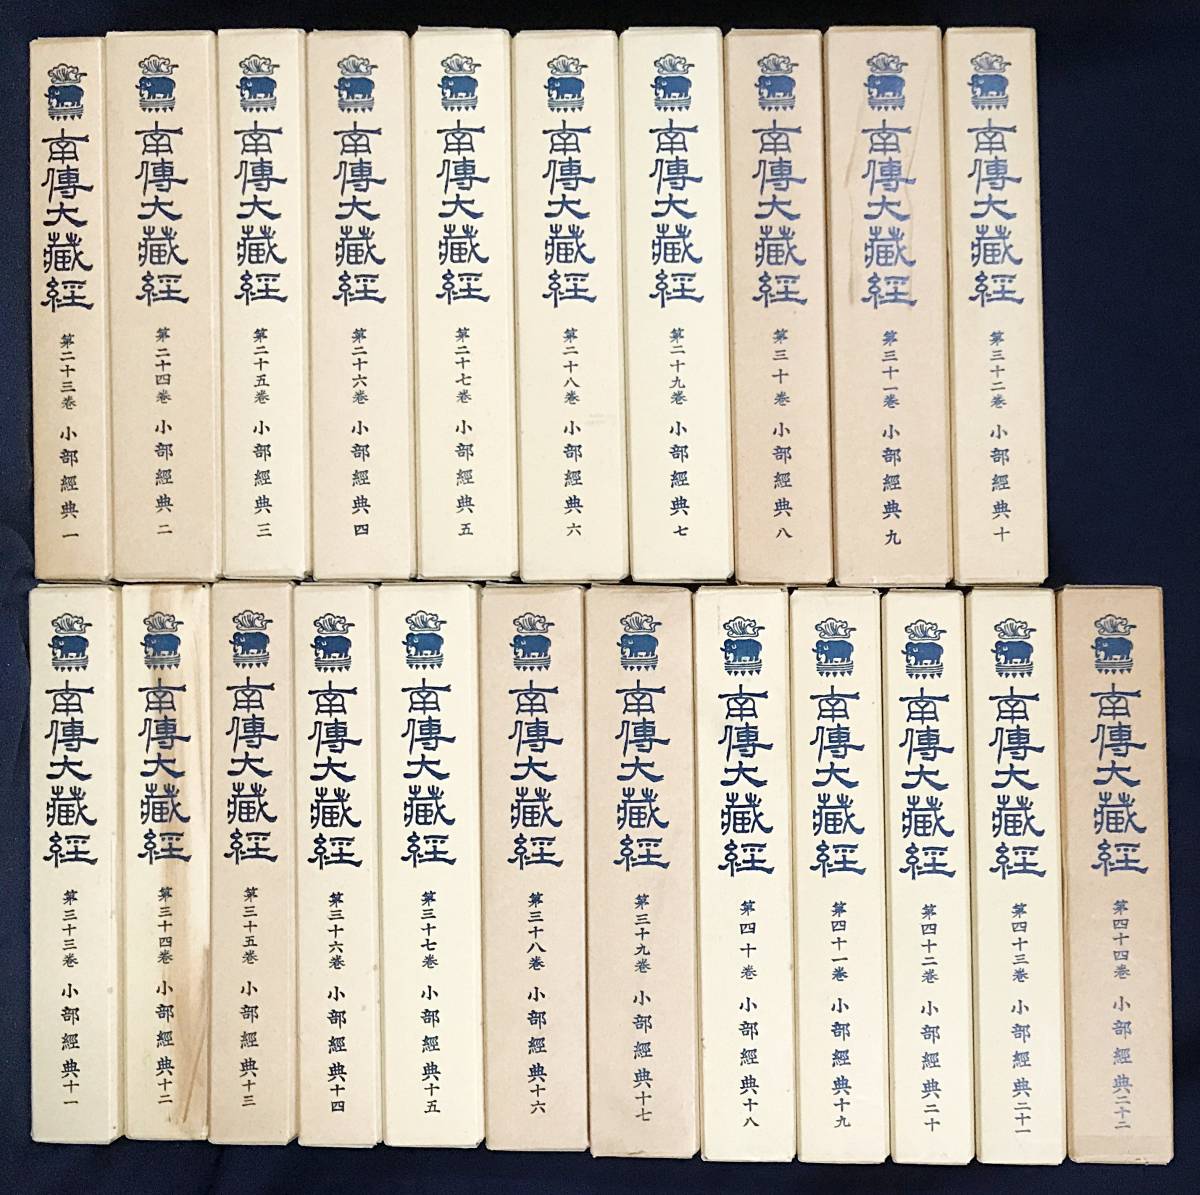 南傳大藏經 第二十三巻 小部經典 一
南傳大藏經 第二十四巻 小部經典 二
南傳大藏經 第二十五巻 小部經典 三
南傳大藏經 第二十六巻 小部經典 四
南傳大藏經 第二十七巻 小部經典 五
南傳大藏經 第二十八巻 小部經典 六
南傳大藏經 第二十九巻 小部經典 七
南傳大藏經 第三十巻 小部經典 八
南傳大藏經 第三十一巻 小部經典 九
南傳大藏經 第三十二巻 小部經典 十
南傳大藏經 第三十三巻 小部經典 十一
南傳大藏經 第三十四巻 小部經典 十二
南傳大藏經 第三十五巻 小部經典 十三
南傳大藏經 第三十六巻 小部經典 十四
南傳大藏經 第三十七巻 小部經典 十五
南傳大藏經 第三十八巻 小部經典 十六
南傳大藏經 第三十九巻 小部經典 十七
南傳大藏經 第四十巻 小部經典 十八
南傳大藏經 第四十一巻 小部經典 十九
南傳大藏經 第四十二巻 小部經典 二十
南傳大藏經 第四十三巻 小部經典 二十一
南傳大藏經 第四十四巻 小部經典 二十二